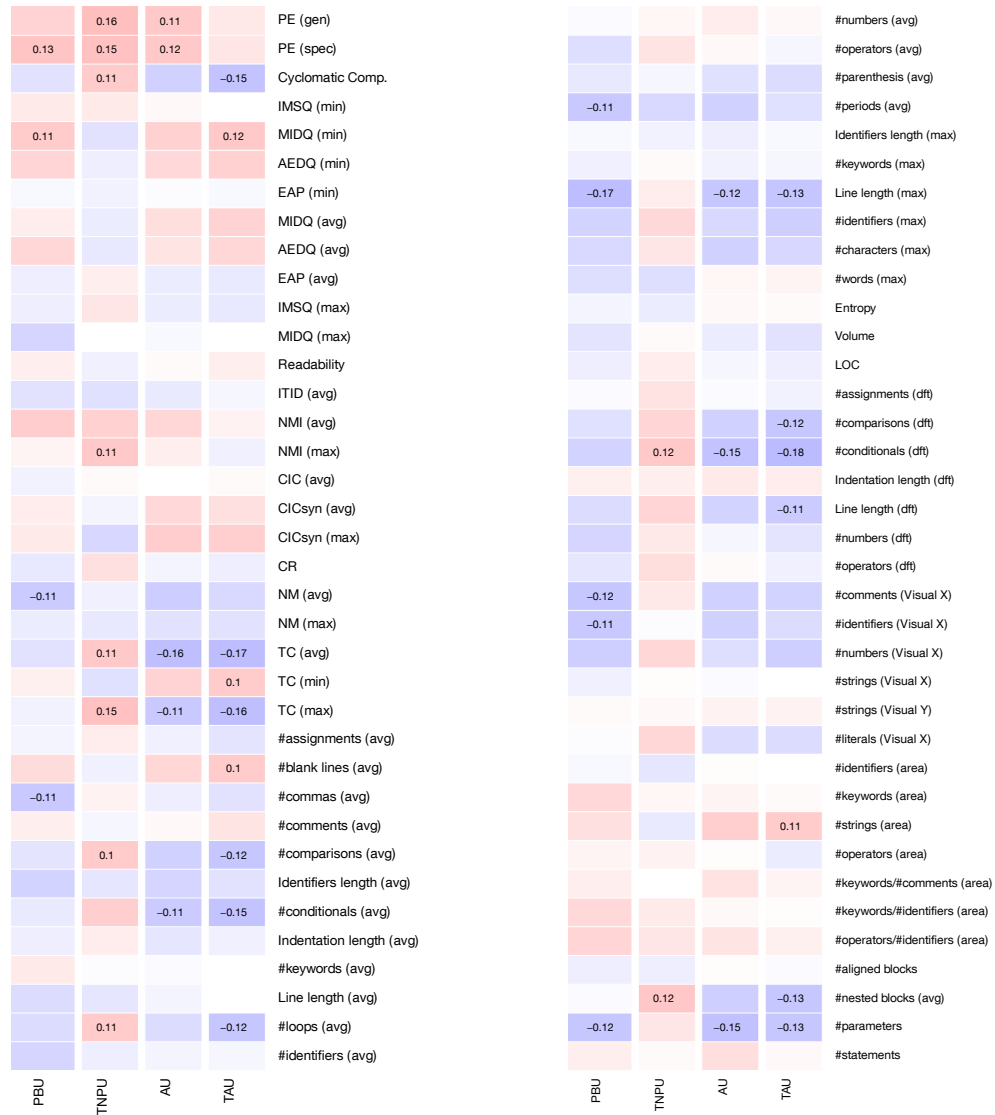 0.16 0.11 PE (gen)
0.13 0.15 0.12 PE (spec)
0.11 −0.15 Cyclomatic Comp.
IMSQ (min)
0.11 0.12 MIDQ (min)
AEDQ (min)
EAP (min)
MIDQ (avg)
AEDQ (avg)
EAP (avg)
IMSQ (max)
MIDQ (max)
Readability
ITID (avg)
NMI (avg)
0.11 NMI (max)
CIC (avg)
CICsyn (avg)
CICsyn (max)
CR
−0.11 NM (avg)
NM (max)
0.11 −0.16 −0.17 TC (avg)
0.1 TC (min)
0.15 −0.11 −0.16 TC (max)
#assignments (avg)
0.1 #blank lines (avg)
−0.11 #commas (avg)
#comments (avg)
0.1 −0.12 #comparisons (avg)
Identifiers length (avg)
−0.11 −0.15 #conditionals (avg)
Indentation length (avg)
#keywords (avg)
Line length (avg)
0.11 −0.12 #loops (avg)
#identifiers (avg)
PBU TNPU AU TAU
#numbers (avg)
#operators (avg)
#parenthesis (avg)
−0.11 #periods (avg)
Identifiers length (max)
#keywords (max)
−0.17 −0.12 −0.13 Line length (max)
#identifiers (max)
#characters (max)
#words (max)
Entropy
Volume
LOC
#assignments (dft)
−0.12 #comparisons (dft)
0.12 −0.15 −0.18 #conditionals (dft)
Indentation length (dft)
−0.11 Line length (dft)
#numbers (dft)
#operators (dft)
−0.12 #comments (Visual X)
−0.11 #identifiers (Visual X)
#numbers (Visual X)
#strings (Visual X)
#strings (Visual Y)
#literals (Visual X)
#identifiers (area)
#keywords (area)
0.11 #strings (area)
#operators (area)
#keywords/#comments (area)
#keywords/#identifiers (area)
#operators/#identifiers (area)
#aligned blocks
0.12 −0.13 #nested blocks (avg)
−0.12 −0.15 −0.13 #parameters
#statements
PBU TNPU AU TAU